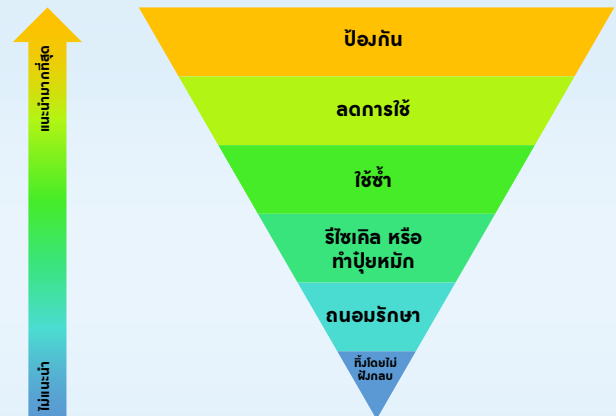 แนะนำมากที่สุด
ไม่แนะนำ
ป้องกัน
ลดการใช้
ใช้ซ้ำ
รีไซเคิล หรือ
ทำปุ๋ยหมัก
ถนอมรักษา
ทิ้งโดยไม่
ฝังกลบ